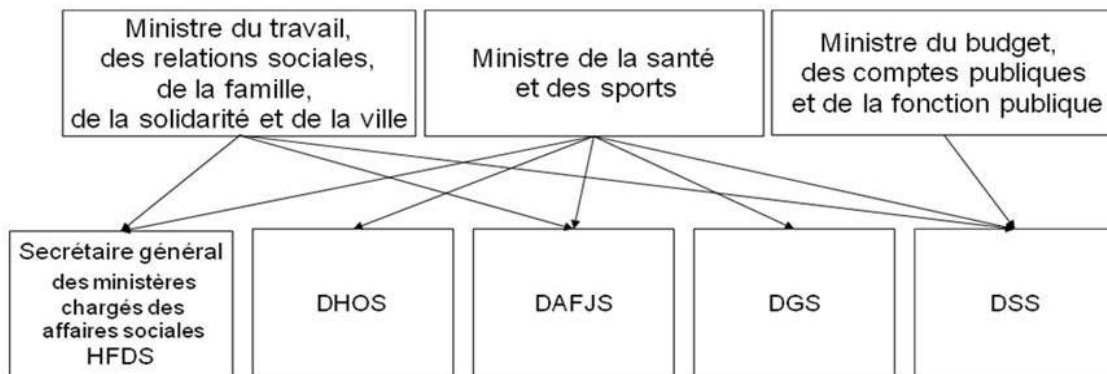 Ministre du travail,
des relations sociales,
de la famille,
de la solidarité et de la ville
Ministre de la santé
et des sports
Ministre du budget,
des comptes publiques
et de la fonction publique
Secrétaire général
des ministères
chargés des
affaires sociales
HFDS
DHOS
DAFJS
DGS
DSS